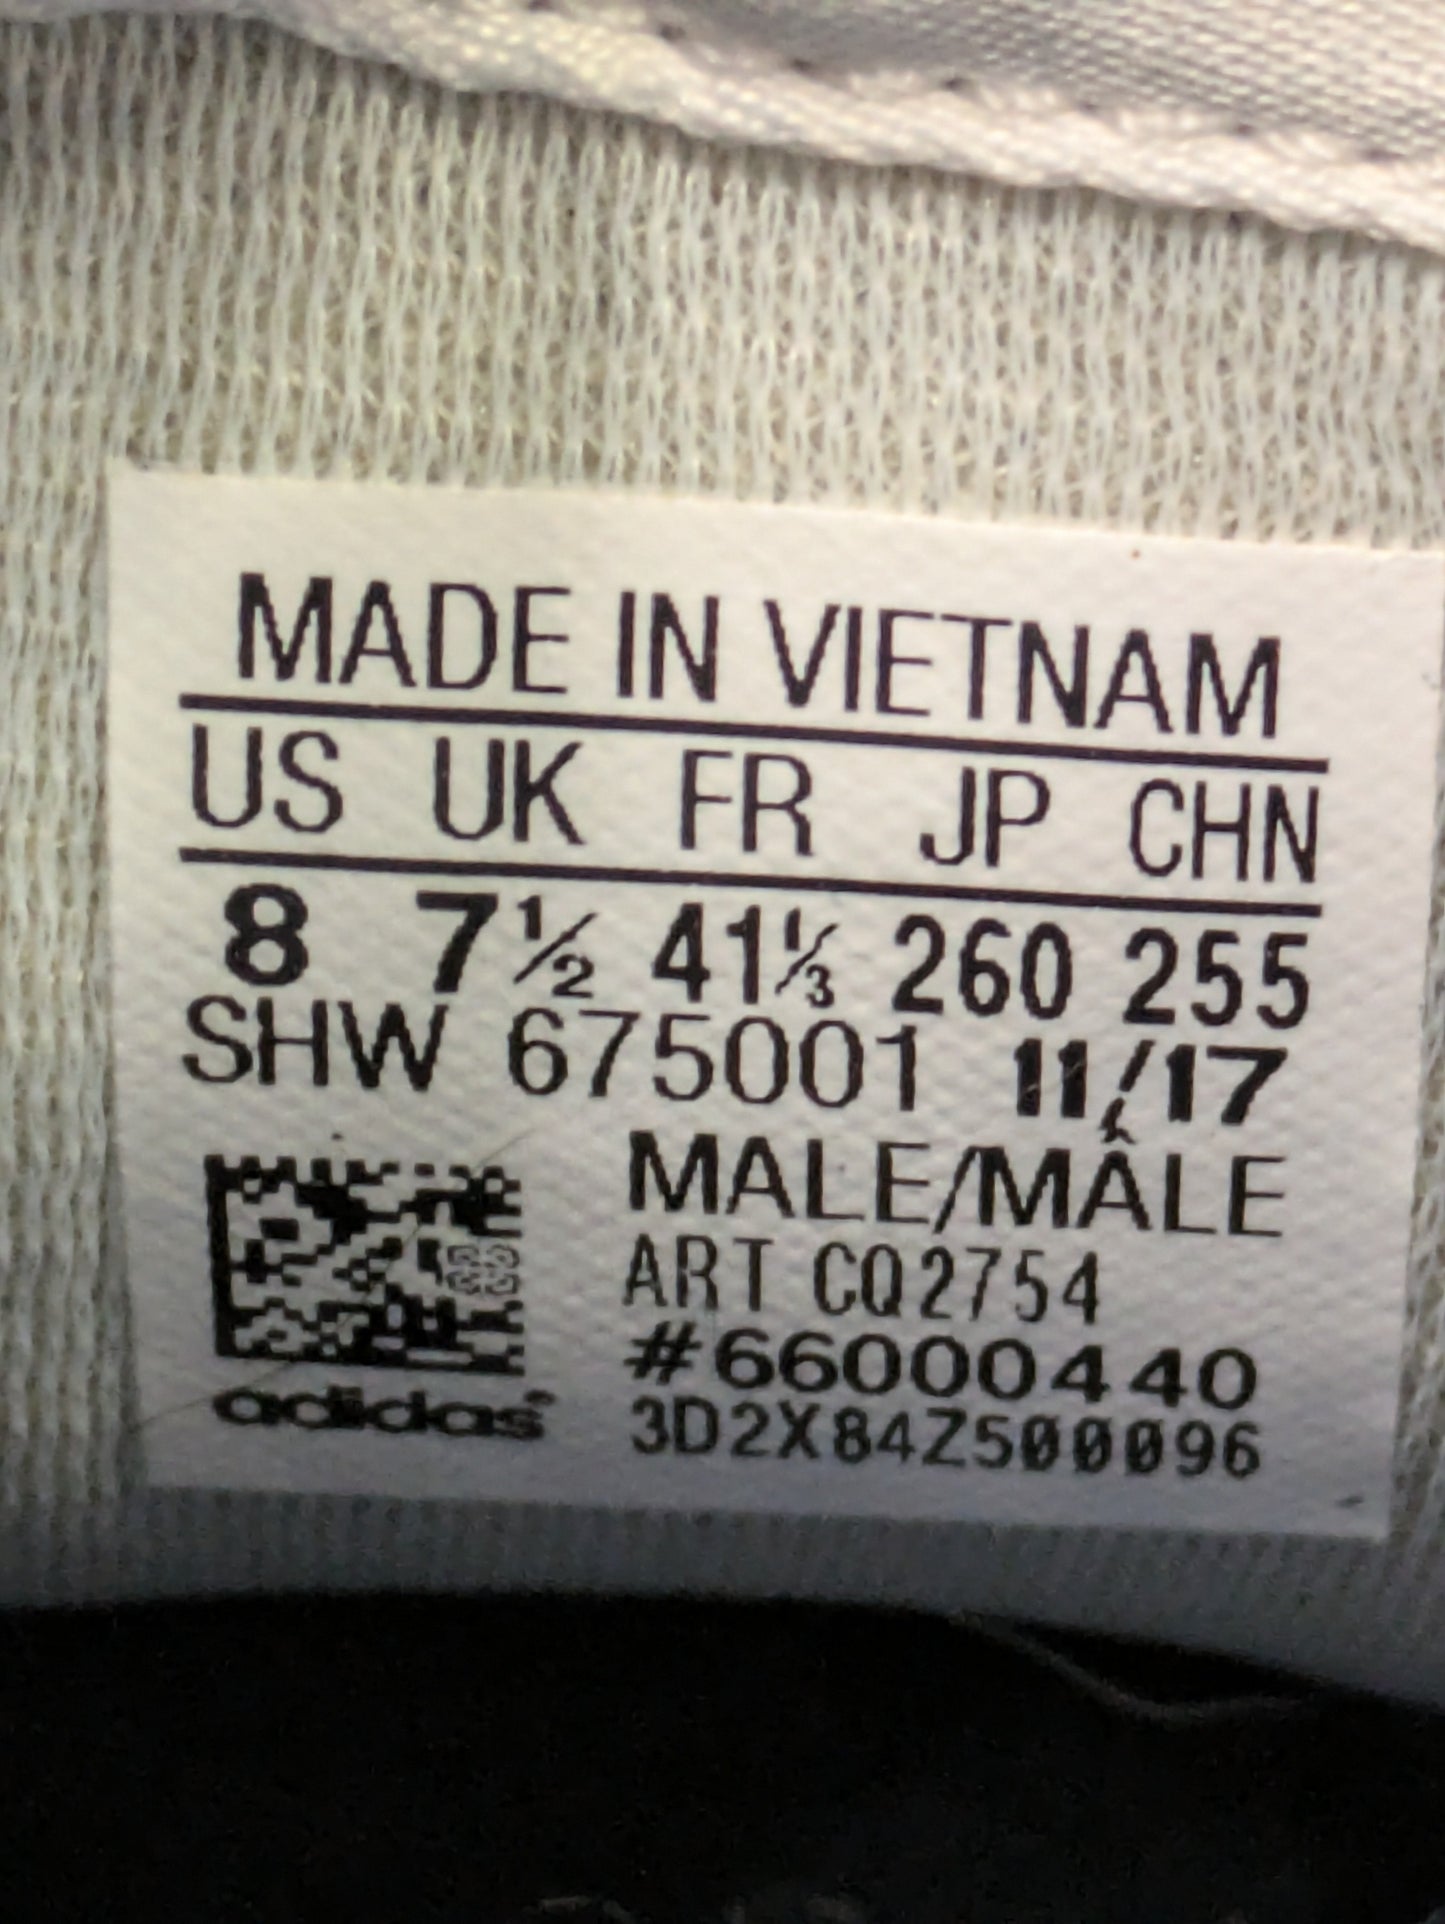 MADE IN VIETNAM
US UK FR JP CHN
8 7½ 41⅓ 260 255
SHW 675001 11/17
MALE/MÂLE
ART CQ2754
#66000440
adidas 3D2X84Z500096